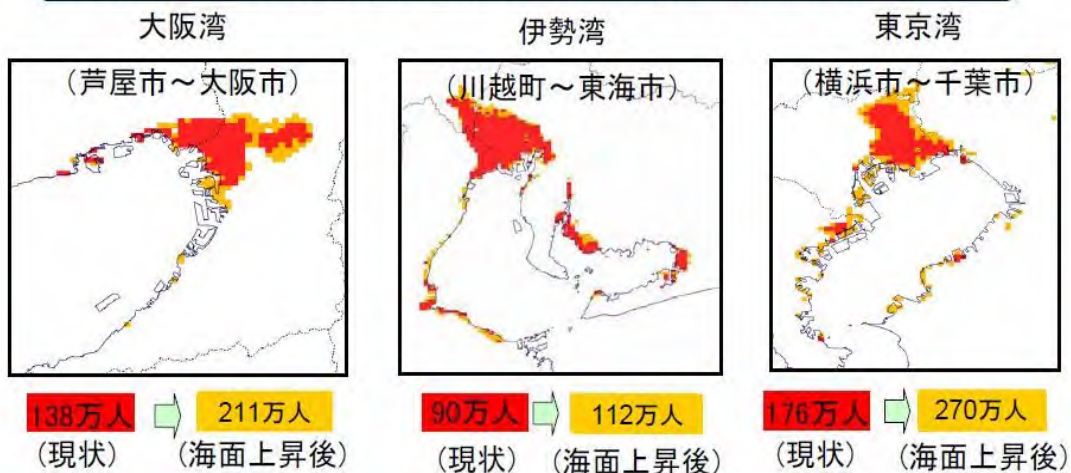 大阪湾
伊勢湾
東京湾
（芦屋市～大阪市）
（川越町～東海市）
（横浜市～千葉市）
138万人
211万人
90万人
112万人
176万人
270万人
（現状）
（海面上昇後）
（現状）
（海面上昇後）
（現状）
（海面上昇後）